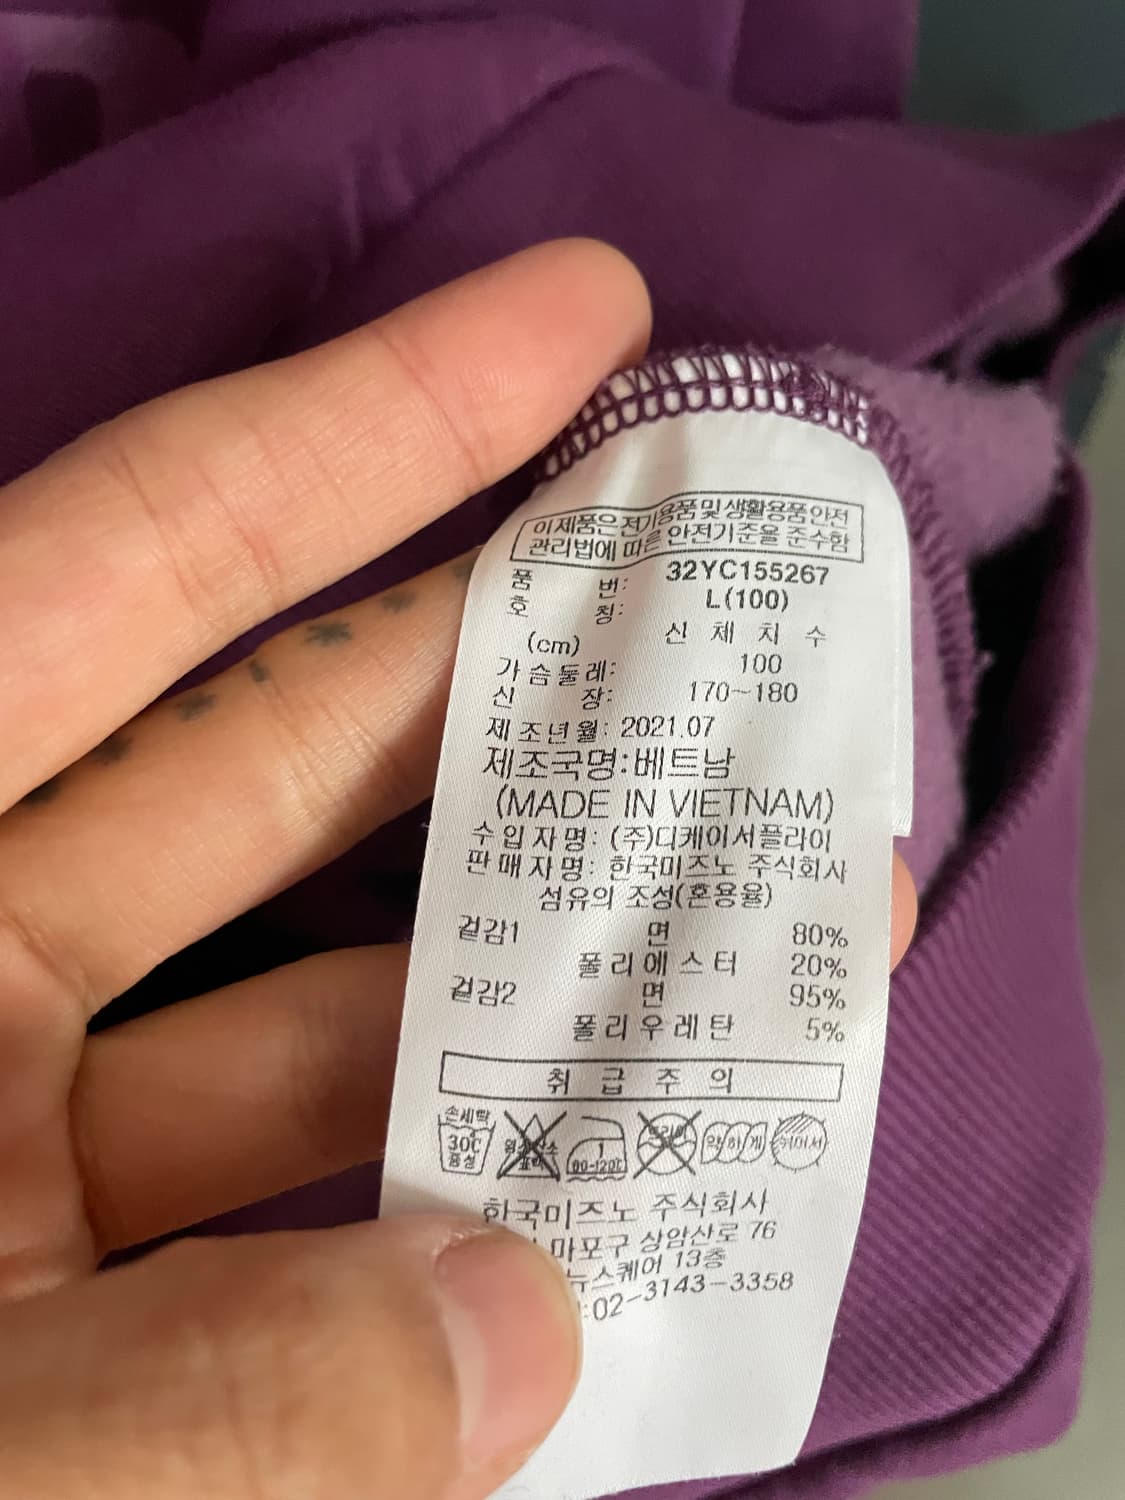 이 제품은 전기용품 및 생활용품 안전
관리법에 따른 안전기준을 준수함
품 번: 32YC155267
호 칭: L(100)
(cm) 신 체 치 수
가슴둘레: 100
신 장: 170~180
제조년월: 2021.07
제조국명:베트남
(MADE IN VIETNAM)
수입자명: (주)디케이서플라이
판매자명: 한국미즈노 주식회사
섬유의 조성(혼용율)
겉감1 면 80%
폴리에스터 20%
겉감2 면 95%
폴리우레탄 5%
취 급 주 의
손세탁
30℃
중성
1
약하게
뉘어서
한국미즈노 주식회사
마포구 상암산로 76
뉴스퀘어 13층
:02-3143-3358